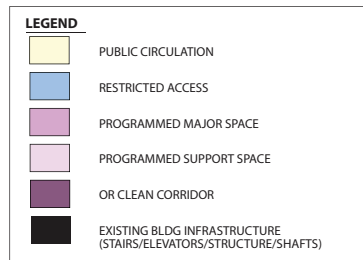 LEGEND
PUBLIC CIRCULATION
RESTRICTED ACCESS
PROGRAMMED MAJOR SPACE
PROGRAMMED SUPPORT SPACE
OR CLEAN CORRIDOR
EXISTING BLDG INFRASTRUCTURE
(STAIRS/ELEVATORS/STRUCTURE/SHAFTS)